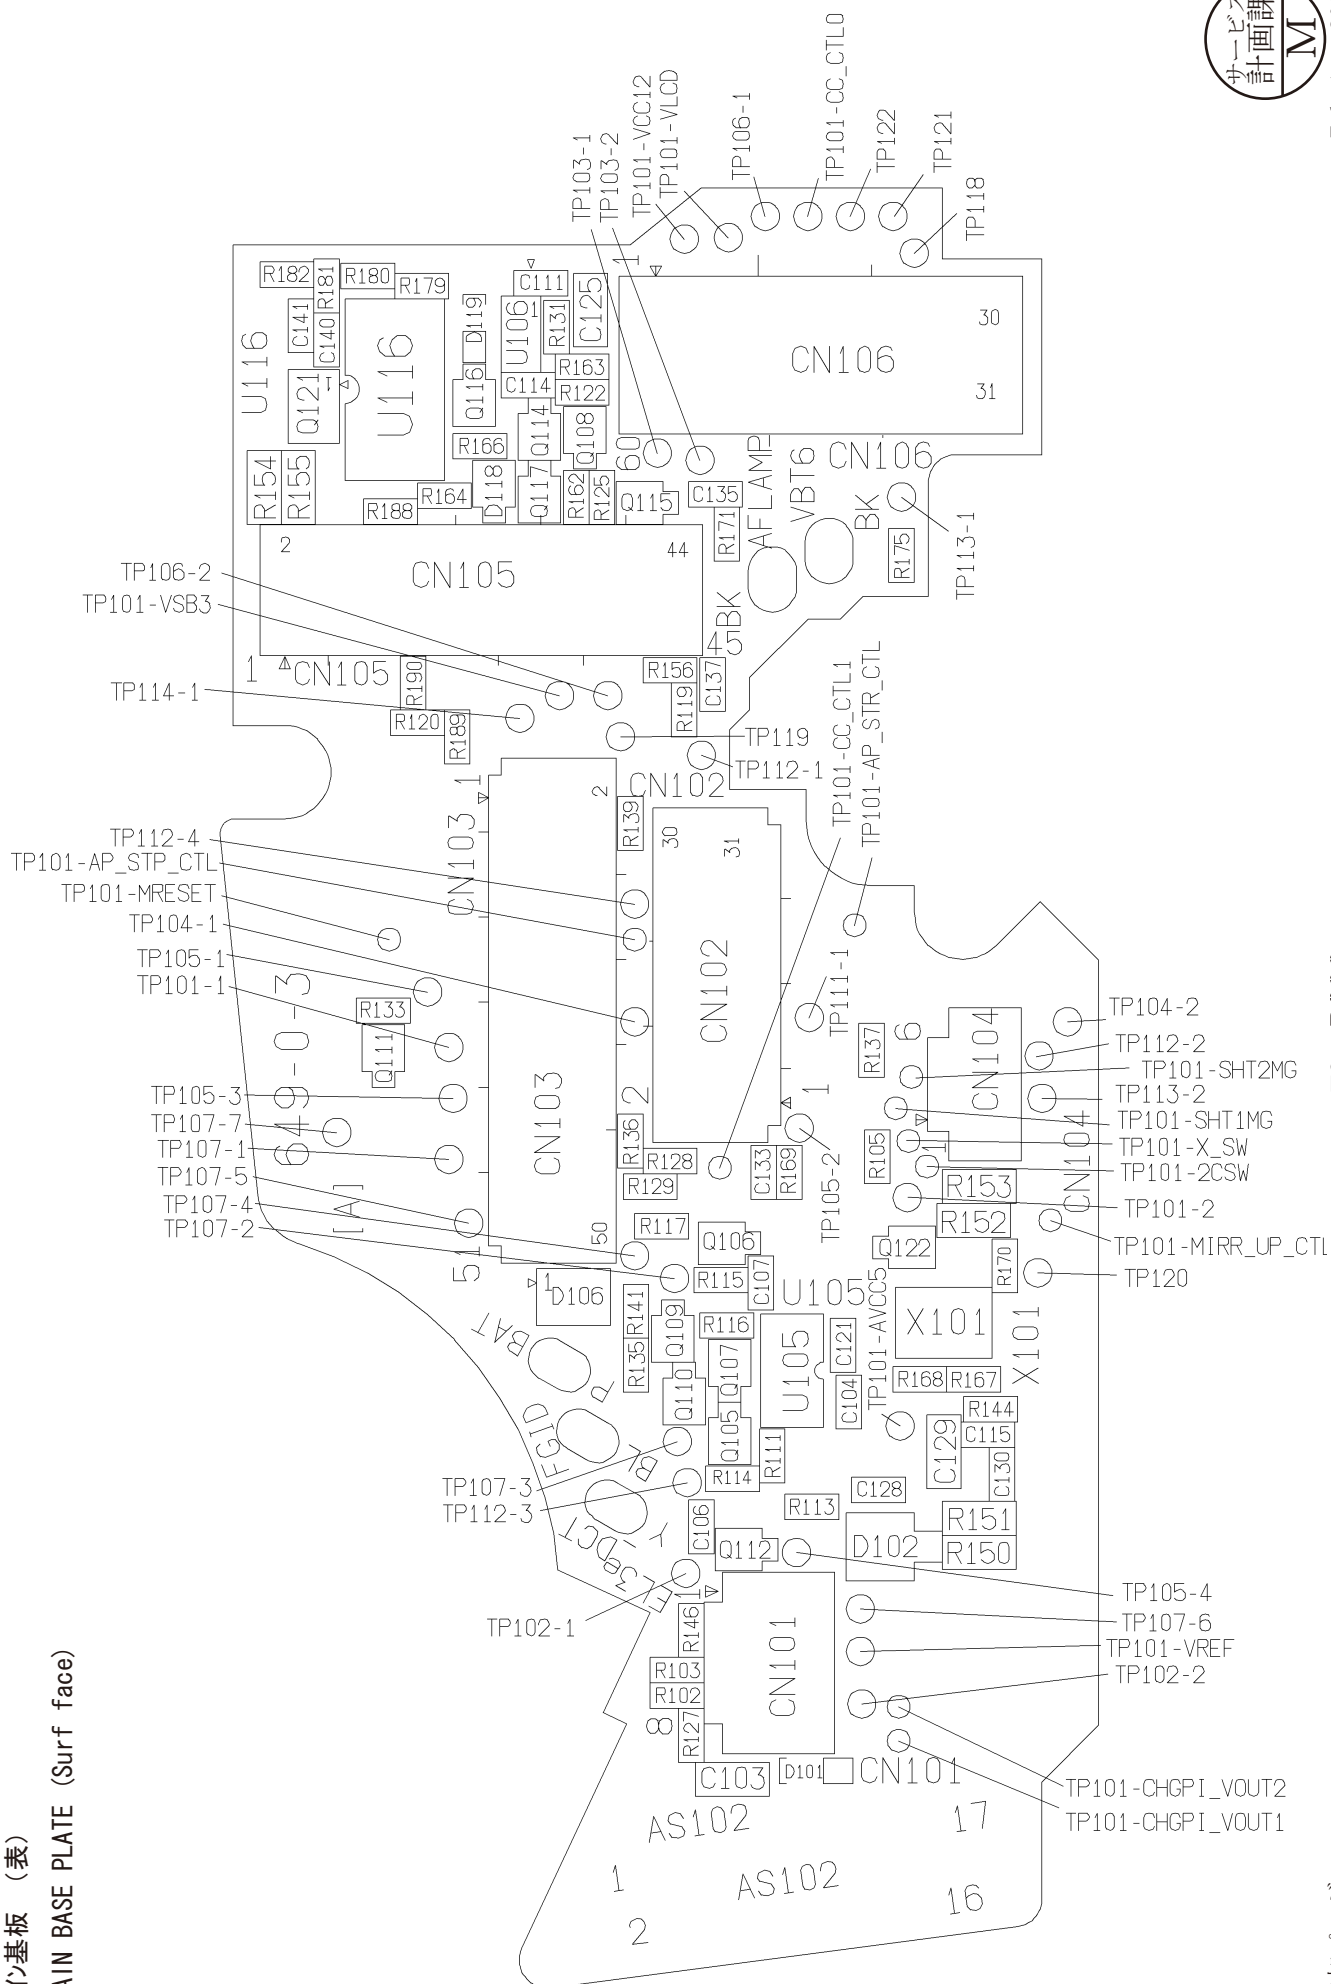 サービス
計画課
M
TP103-1
TP103-2
TP101-VCC12
TP101-VLCD
TP106-1
TP101-CC_CTL0
TP122
TP121
TP118
R182
R181
R180
R179
C141
C140
U116
Q121
1
U116
D119
Q116
C111
U106
1
R131
C125
R163
C114
R122
Q114
Q108
R166
D118
Q117
R162
R125
Q115
R154
R155
R164
R188
1
30
CN106
31
60
CN106
C135
R171
AFLAMP
VBT6
BK
R175
TP113-1
BK
2
44
CN105
45
1
CN105
TP106-2
TP101-VSB3
TP114-1
R190
R120
R189
R156
R119
C137
TP119
TP112-1
CN102
TP101-CC_CTL1
TP101-AP_STR_CTL
1
CN103
2
R139
30
31
TP112-4
TP101-AP_STP_CTL
TP101-MRESET
TP104-1
TP105-1
TP101-1
CN102
TP111-1
R133
Q111
649-0-3
[A]
TP105-3
TP107-7
TP107-1
TP107-5
TP107-4
TP107-2
CN103
2
1
R136
R128
R129
C133
R169
TP105-2
50
51
R137
6
CN104
TP104-2
TP112-2
TP101-SHT2MG
TP113-2
TP101-SHT1MG
TP101-X_SW
TP101-2CSW
TP101-2
TP101-MIRR_UP_CTL
TP120
R105
1
CN104
R153
R152
Q122
R170
R117
Q106
R115
C107
U105
TP101-AVCC5
X101
X101
1
D106
R141
R135
Q109
R116
Q107
Q110
Q105
U105
C121
C104
R111
R114
R168
R167
R144
C115
C129
C130
BAT
R
FGID
BL
TP107-3
TP112-3
Y
C106
Q112
R113
C128
D102
R151
R150
TP102-1
1
R146
R103
R102
R127
8
CN101
TP105-4
TP107-6
TP101-VREF
TP102-2
C103
D101
CN101
TP101-CHGPI_VOUT2
TP101-CHGPI_VOUT1
AS102
17
1
AS102
16
2
イン基板 (表)
AIN BASE PLATE (Surf face)